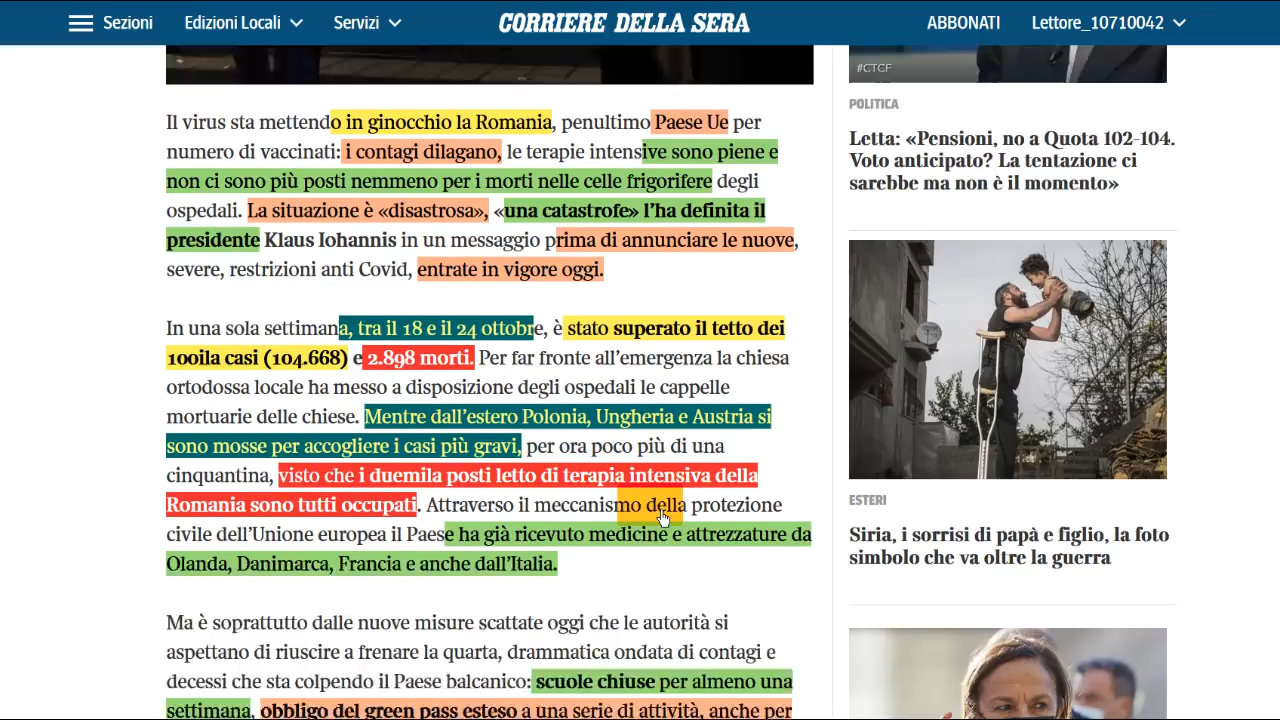 Sezioni
Edizioni Locali
Servizi
CORRIERE DELLA SERA
ABBONATI
Lettore_10710042
Il virus sta mettendo in ginocchio la Romania, penultimo Paese Ue per
numero di vaccinati: i contagi dilagano, le terapie intensive sono piene e
non ci sono più posti nemmeno per i morti nelle celle frigorifere degli
ospedali. La situazione è «disastrosa», «una catastrofe» l'ha definita il
presidente Klaus Iohannis in un messaggio prima di annunciare le nuove,
severe, restrizioni anti Covid, entrate in vigore oggi.
In una sola settimana, tra il 18 e il 24 ottobre, è stato superato il tetto dei
100ila casi (104.668) e 2.898 morti. Per far fronte all'emergenza la chiesa
ortodossa locale ha messo a disposizione degli ospedali le cappelle
mortuarie delle chiese. Mentre dall'estero Polonia, Ungheria e Austria si
sono mosse per accogliere i casi più gravi, per ora poco più di una
cinquantina, visto che i duemila posti letto di terapia intensiva della
Romania sono tutti occupati. Attraverso il meccanismo della protezione
civile dell'Unione europea il Paese ha già ricevuto medicine e attrezzature da
Olanda, Danimarca, Francia e anche dall'Italia.
Ma è soprattutto dalle nuove misure scattate oggi che le autorità si
aspettano di riuscire a frenare la quarta, drammatica ondata di contagi e
decessi che sta colpendo il Paese balcanico: scuole chiuse per almeno una
settimana, obbligo del green pass esteso a una serie di attività, anche per
#CTCF
POLITICA
Letta: «Pensioni, no a Quota 102-104.
Voto anticipato? La tentazione ci
sarebbe ma non è il momento»
ESTERI
Siria, i sorrisi di papà e figlio, la foto
simbolo che va oltre la guerra